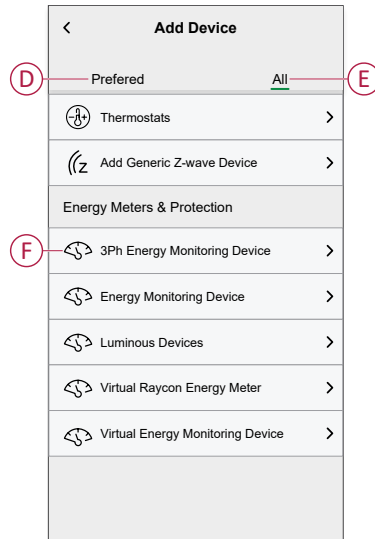 Add Device
D Prefered All E
Thermostats
Z Add Generic Z-wave Device
Energy Meters & Protection
F 3Ph Energy Monitoring Device
Energy Monitoring Device
Luminous Devices
Virtual Raycon Energy Meter
Virtual Energy Monitoring Device